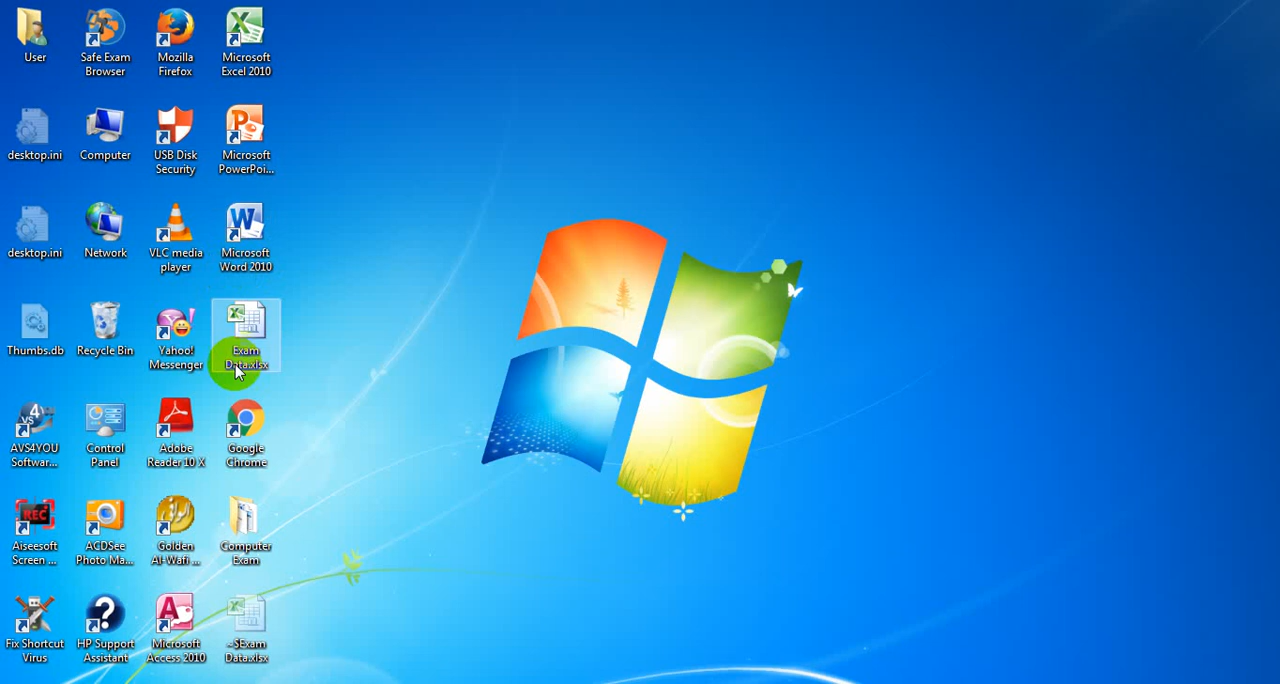 User
Safe Exam
Browser
Mozilla
Firefox
Microsoft
Excel 2010
desktop.ini
Computer
USB Disk
Security
Microsoft
PowerPoi...
desktop.ini
Network
VLC media
player
Microsoft
Word 2010
Thumbs.db
Recycle Bin
Yahoo!
Messenger
Exam
Data.xlsx
AVS4YOU
Softwar...
Control
Panel
Adobe
Reader 10 X
Google
Chrome
REC
Aiseesoft
Screen ...
ACDSee
Photo Ma...
Golden
Al-Wafi ...
Computer
Exam
Fix Shortcut
Virus
HP Support
Assistant
Microsoft
Access 2010
~$Exam
Data.xlsx